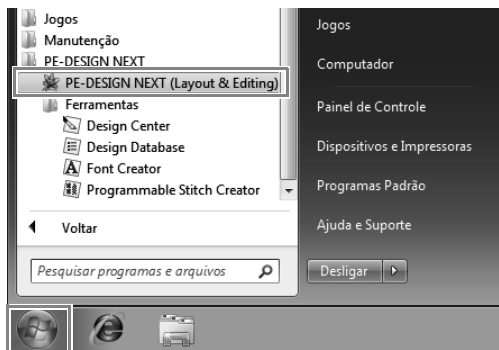 Jogos
Manutenção
PE-DESIGN NEXT
PE-DESIGN NEXT (Layout & Editing)
Ferramentas
Design Center
Design Database
Font Creator
Programmable Stitch Creator
Voltar
Pesquisar programas e arquivos
Jogos
Computador
Painel de Controle
Dispositivos e Impressoras
Programas Padrão
Ajuda e Suporte
Desligar